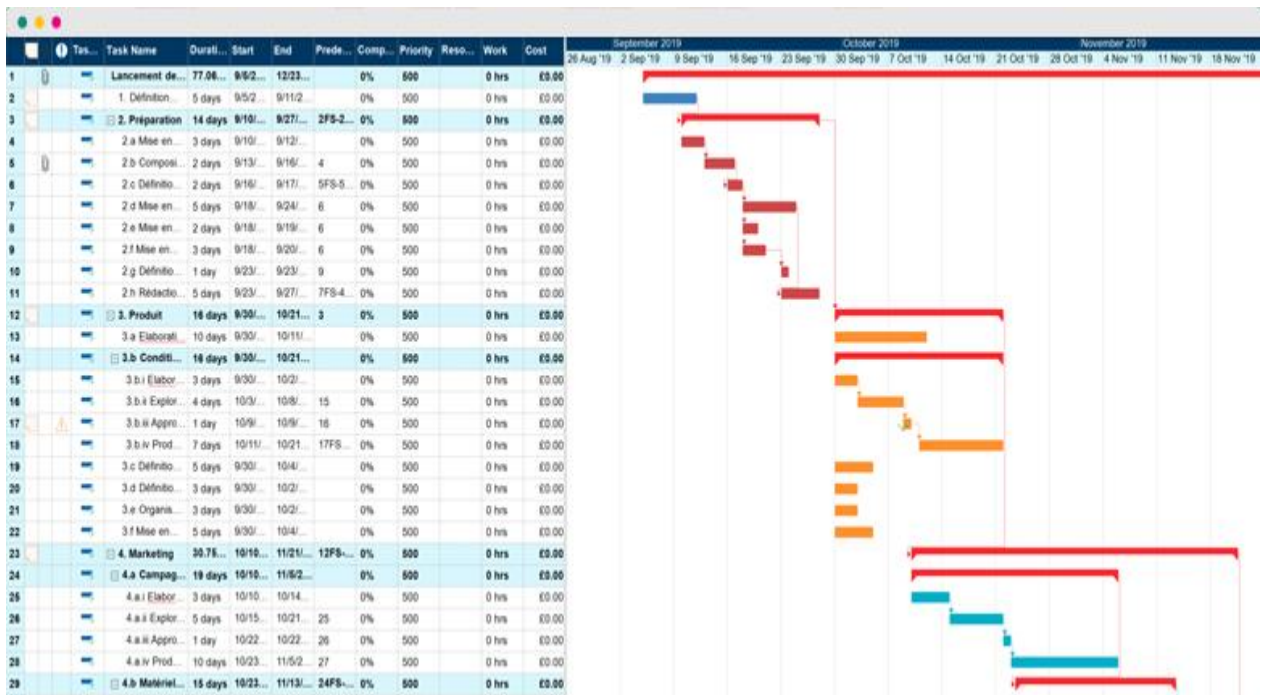 September 2019 October 2019 November 2019
Tas... Task Name Durati... Start End Prede... Comp... Priority Reso... Work Cost 26 Aug '19 2 Sep '19 9 Sep '19 16 Sep '19 23 Sep '19 30 Sep '19 7 Oct '19 14 Oct '19 21 Oct '19 28 Oct '19 4 Nov '19 11 Nov '19 18 Nov '19
1 Lancement de... 77.06... 9/5/2... 12/23... 0% 500 0 hrs £0.00
2 1. Définition... 5 days 9/5/2... 9/11/2... 0% 500 0 hrs £0.00
3 2. Préparation 14 days 9/10/... 9/27/... 2FS-2... 0% 500 0 hrs £0.00
4 2.a Mise en... 3 days 9/10/... 9/12/... 0% 500 0 hrs £0.00
5 2.b Composi... 2 days 9/13/... 9/16/... 4 0% 500 0 hrs £0.00
6 2.c Définitio... 2 days 9/16/... 9/17/... 5FS-5... 0% 500 0 hrs £0.00
7 2.d Mise en... 5 days 9/18/... 9/24/... 6 0% 500 0 hrs £0.00
8 2.e Mise en... 2 days 9/18/... 9/19/... 6 0% 500 0 hrs £0.00
9 2.f Mise en... 3 days 9/18/... 9/20/... 6 0% 500 0 hrs £0.00
10 2.g Définitio... 1 day 9/23/... 9/23/... 9 0% 500 0 hrs £0.00
11 2.h Rédactio... 5 days 9/23/... 9/27/... 7FS-4... 0% 500 0 hrs £0.00
12 3. Produit 16 days 9/30/... 10/21... 3 0% 500 0 hrs £0.00
13 3.a Elaborati... 10 days 9/30/... 10/11/... 0% 500 0 hrs £0.00
14 3.b Conditi... 16 days 9/30/... 10/21... 0% 500 0 hrs £0.00
15 3.b.i Elabor... 3 days 9/30/... 10/2/... 0% 500 0 hrs £0.00
16 3.b.ii Explor... 4 days 10/3/... 10/8/... 15 0% 500 0 hrs £0.00
17 3.b.iii Appro... 1 day 10/9/... 10/9/... 16 0% 500 0 hrs £0.00
18 3.b.iv Prod... 7 days 10/11/... 10/21... 17FS... 0% 500 0 hrs £0.00
19 3.c Définitio... 5 days 9/30/... 10/4/... 0% 500 0 hrs £0.00
20 3.d Définitio... 3 days 9/30/... 10/2/... 0% 500 0 hrs £0.00
21 3.e Organis... 3 days 9/30/... 10/2/... 0% 500 0 hrs £0.00
22 3.f Mise en... 5 days 9/30/... 10/4/... 0% 500 0 hrs £0.00
23 4. Marketing 30.75... 10/10... 11/21/... 12FS-... 0% 500 0 hrs £0.00
24 4.a Campag... 19 days 10/10... 11/5/2... 0% 500 0 hrs £0.00
25 4.a.i Elabor... 3 days 10/10... 10/14... 0% 500 0 hrs £0.00
26 4.a.ii Explor... 5 days 10/15... 10/21... 25 0% 500 0 hrs £0.00
27 4.a.iii Appro... 1 day 10/22... 10/22... 26 0% 500 0 hrs £0.00
28 4.a.iv Prod... 10 days 10/23... 11/5/2... 27 0% 500 0 hrs £0.00
29 4.b Matériel... 15 days 10/23... 11/13/... 24FS-... 0% 500 0 hrs £0.00